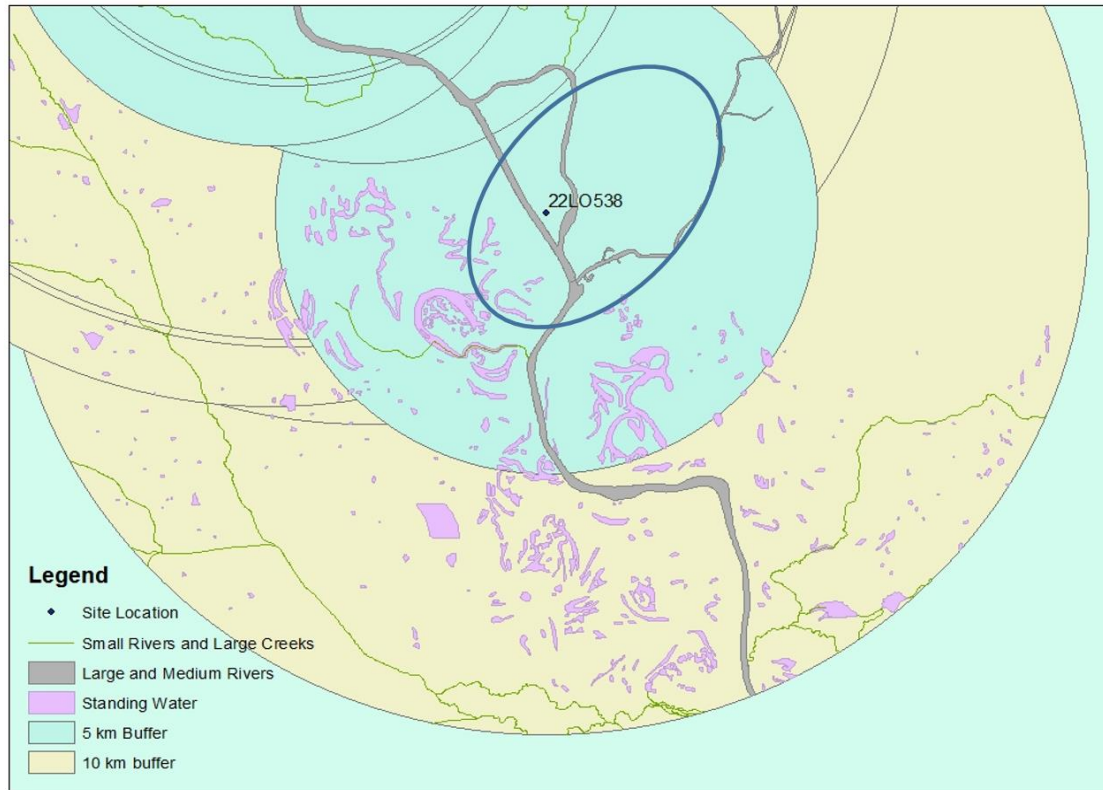 22LO538
Legend
Site Location
Small Rivers and Large Creeks
Large and Medium Rivers
Standing Water
5 km Buffer
10 km buffer